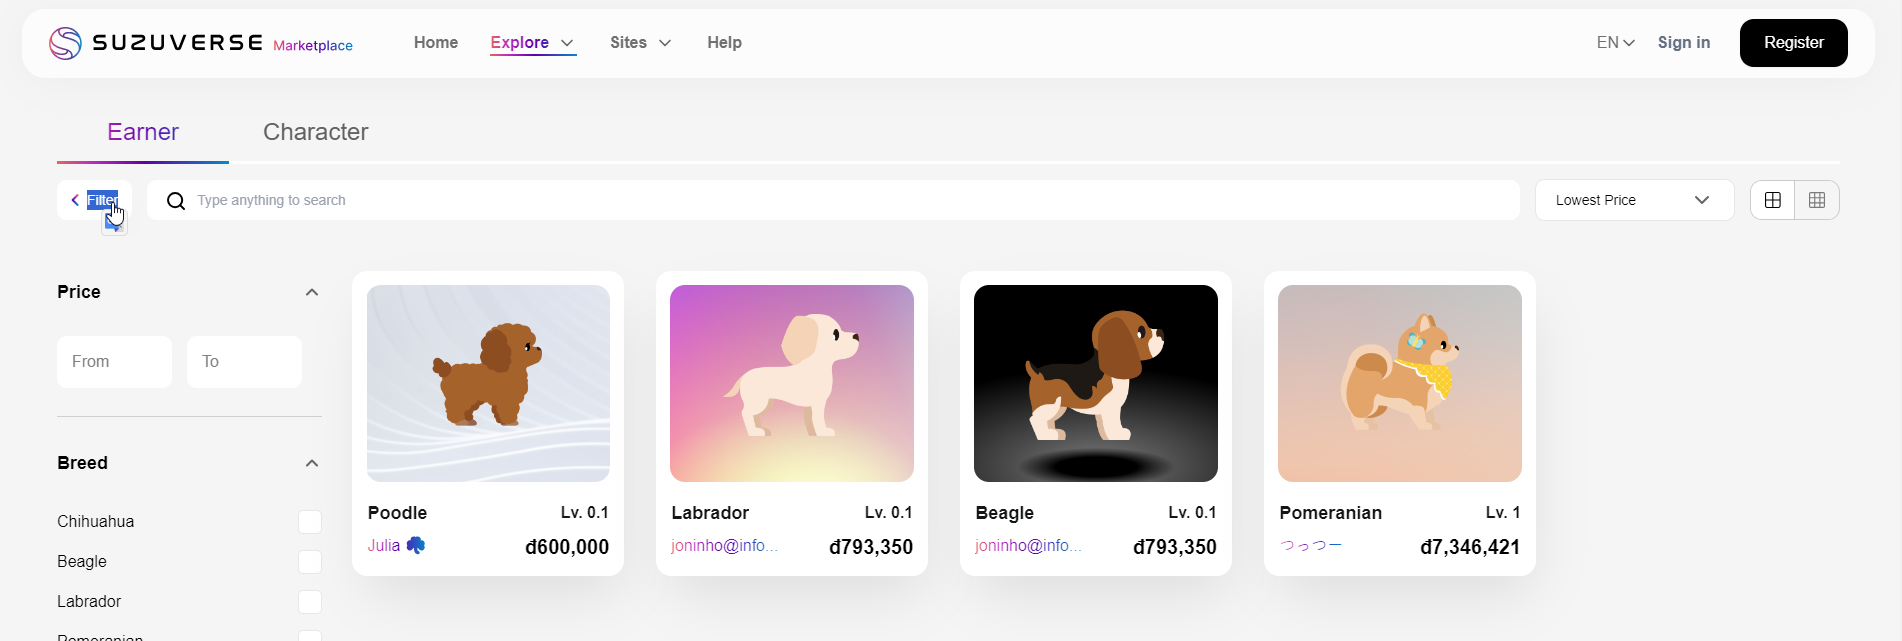 SUZUVERSE Marketplace
Home
Explore
Sites
Help
EN
Sign in
Register
Earner
Character
Filter
Type anything to search
Lowest Price
Price
From
To
Breed
Chihuahua
Beagle
Labrador
Pomeranian
Poodle
Lv. 0.1
Julia
đ600,000
Labrador
Lv. 0.1
joninho@info...
đ793,350
Beagle
Lv. 0.1
joninho@info...
đ793,350
Pomeranian
Lv. 1
つっつー
đ7,346,421